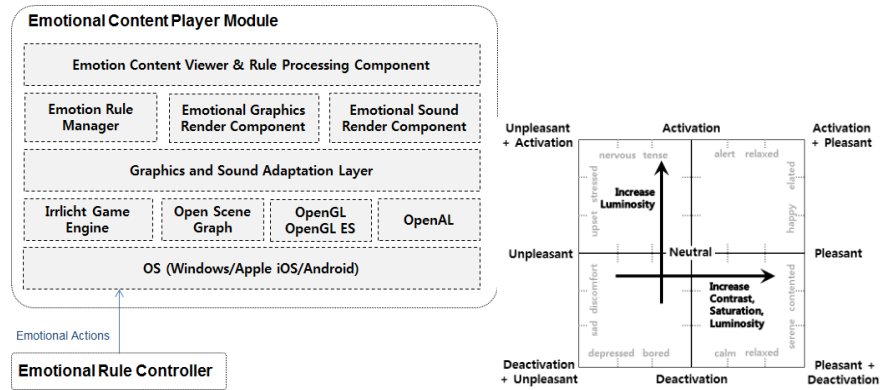 Emotional Content Player Module
Emotion Content Viewer & Rule Processing Component
Emotion Rule
Manager
Emotional Graphics
Render Component
Emotional Sound
Render Component
Graphics and Sound Adaptation Layer
Irrlicht Game
Engine
Open Scene
Graph
OpenGL
OpenGL ES
OpenAL
OS (Windows/Apple iOS/Android)
Emotional Actions
Emotional Rule Controller
Unpleasant
+ Activation
Activation
Activation
+ Pleasant
nervous tense
alert relaxed
upset stressed
Increase
Luminosity
happy elated
Unpleasant
Neutral
Pleasant
sad discomfort
Increase
Contrast,
Saturation,
Luminosity
serene contented
depressed bored
calm relaxed
Deactivation
+ Unpleasant
Deactivation
Pleasant +
Deactivation